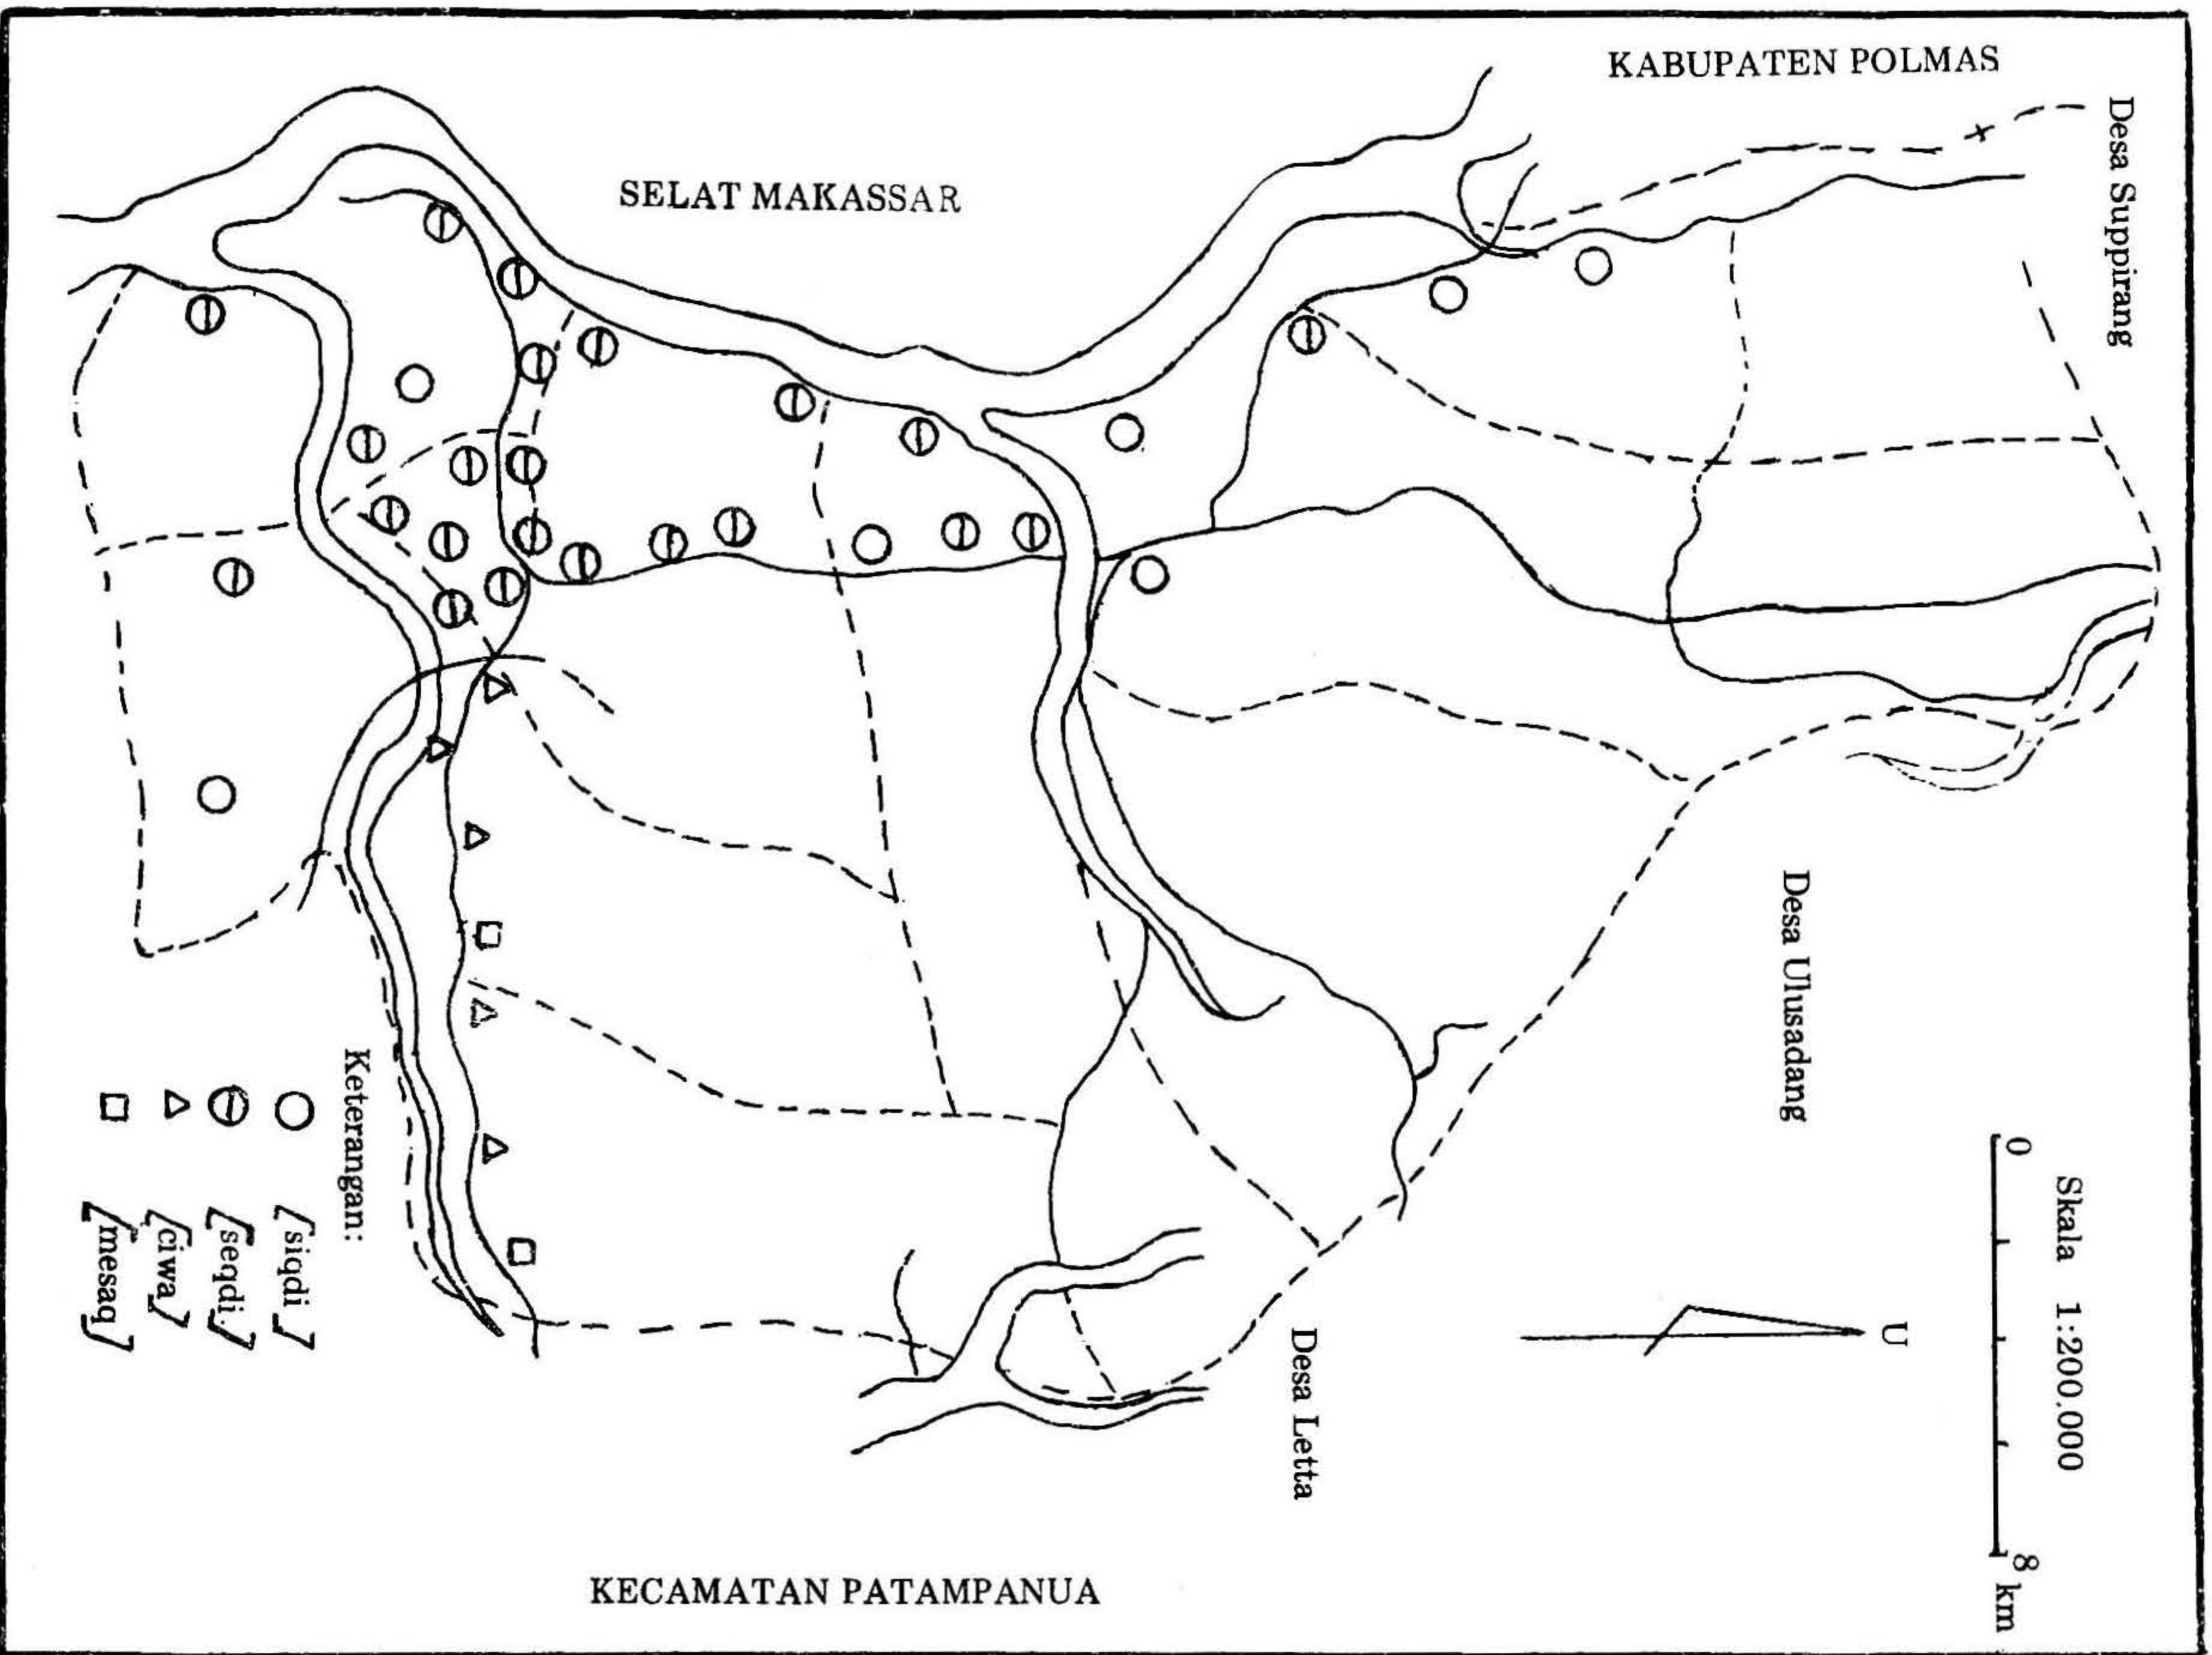 KABUPATEN POLMAS
SELAT MAKASSAR
Desa Suppirang
Desa Ulusadang
Desa Letta
Skala 1:200.000
0
8 km
U
Keterangan:
[siqdi]
[seqdi]
[ciwa]
[mesaq]
KECAMATAN PATAMPANUA